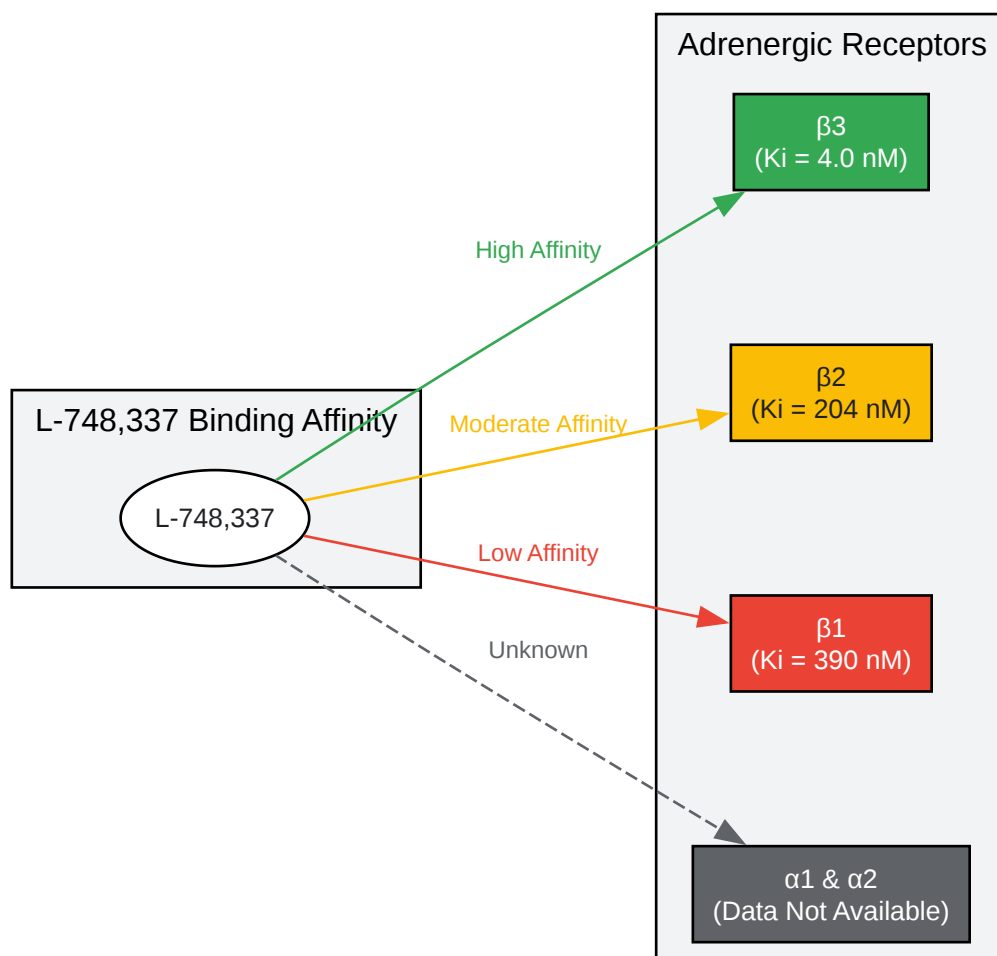 Adrenergic Receptors
β3
(Ki = 4.0 nM)
High Affinity
β2
(Ki = 204 nM)
L-748,337 Binding Affinity
Moderate Affinity
L-748,337
Low Affinity
β1
(Ki = 390 nM)
Unknown
α1 & α2
(Data Not Available)